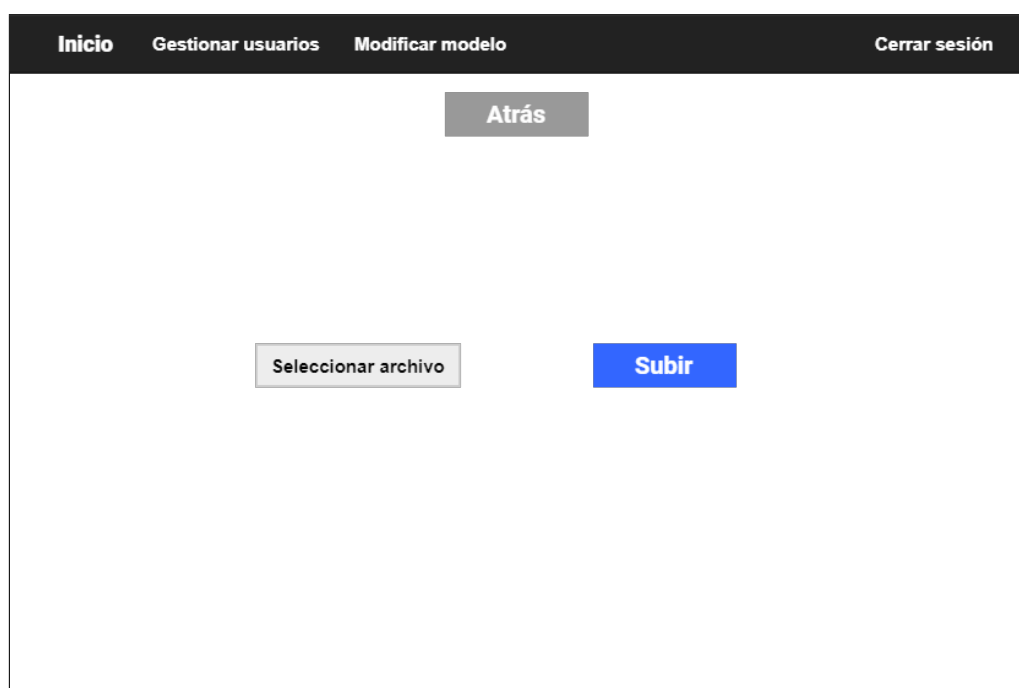 Inicio Gestionar usuarios Modificar modelo Cerrar sesión
Atrás
Seleccionar archivo Subir